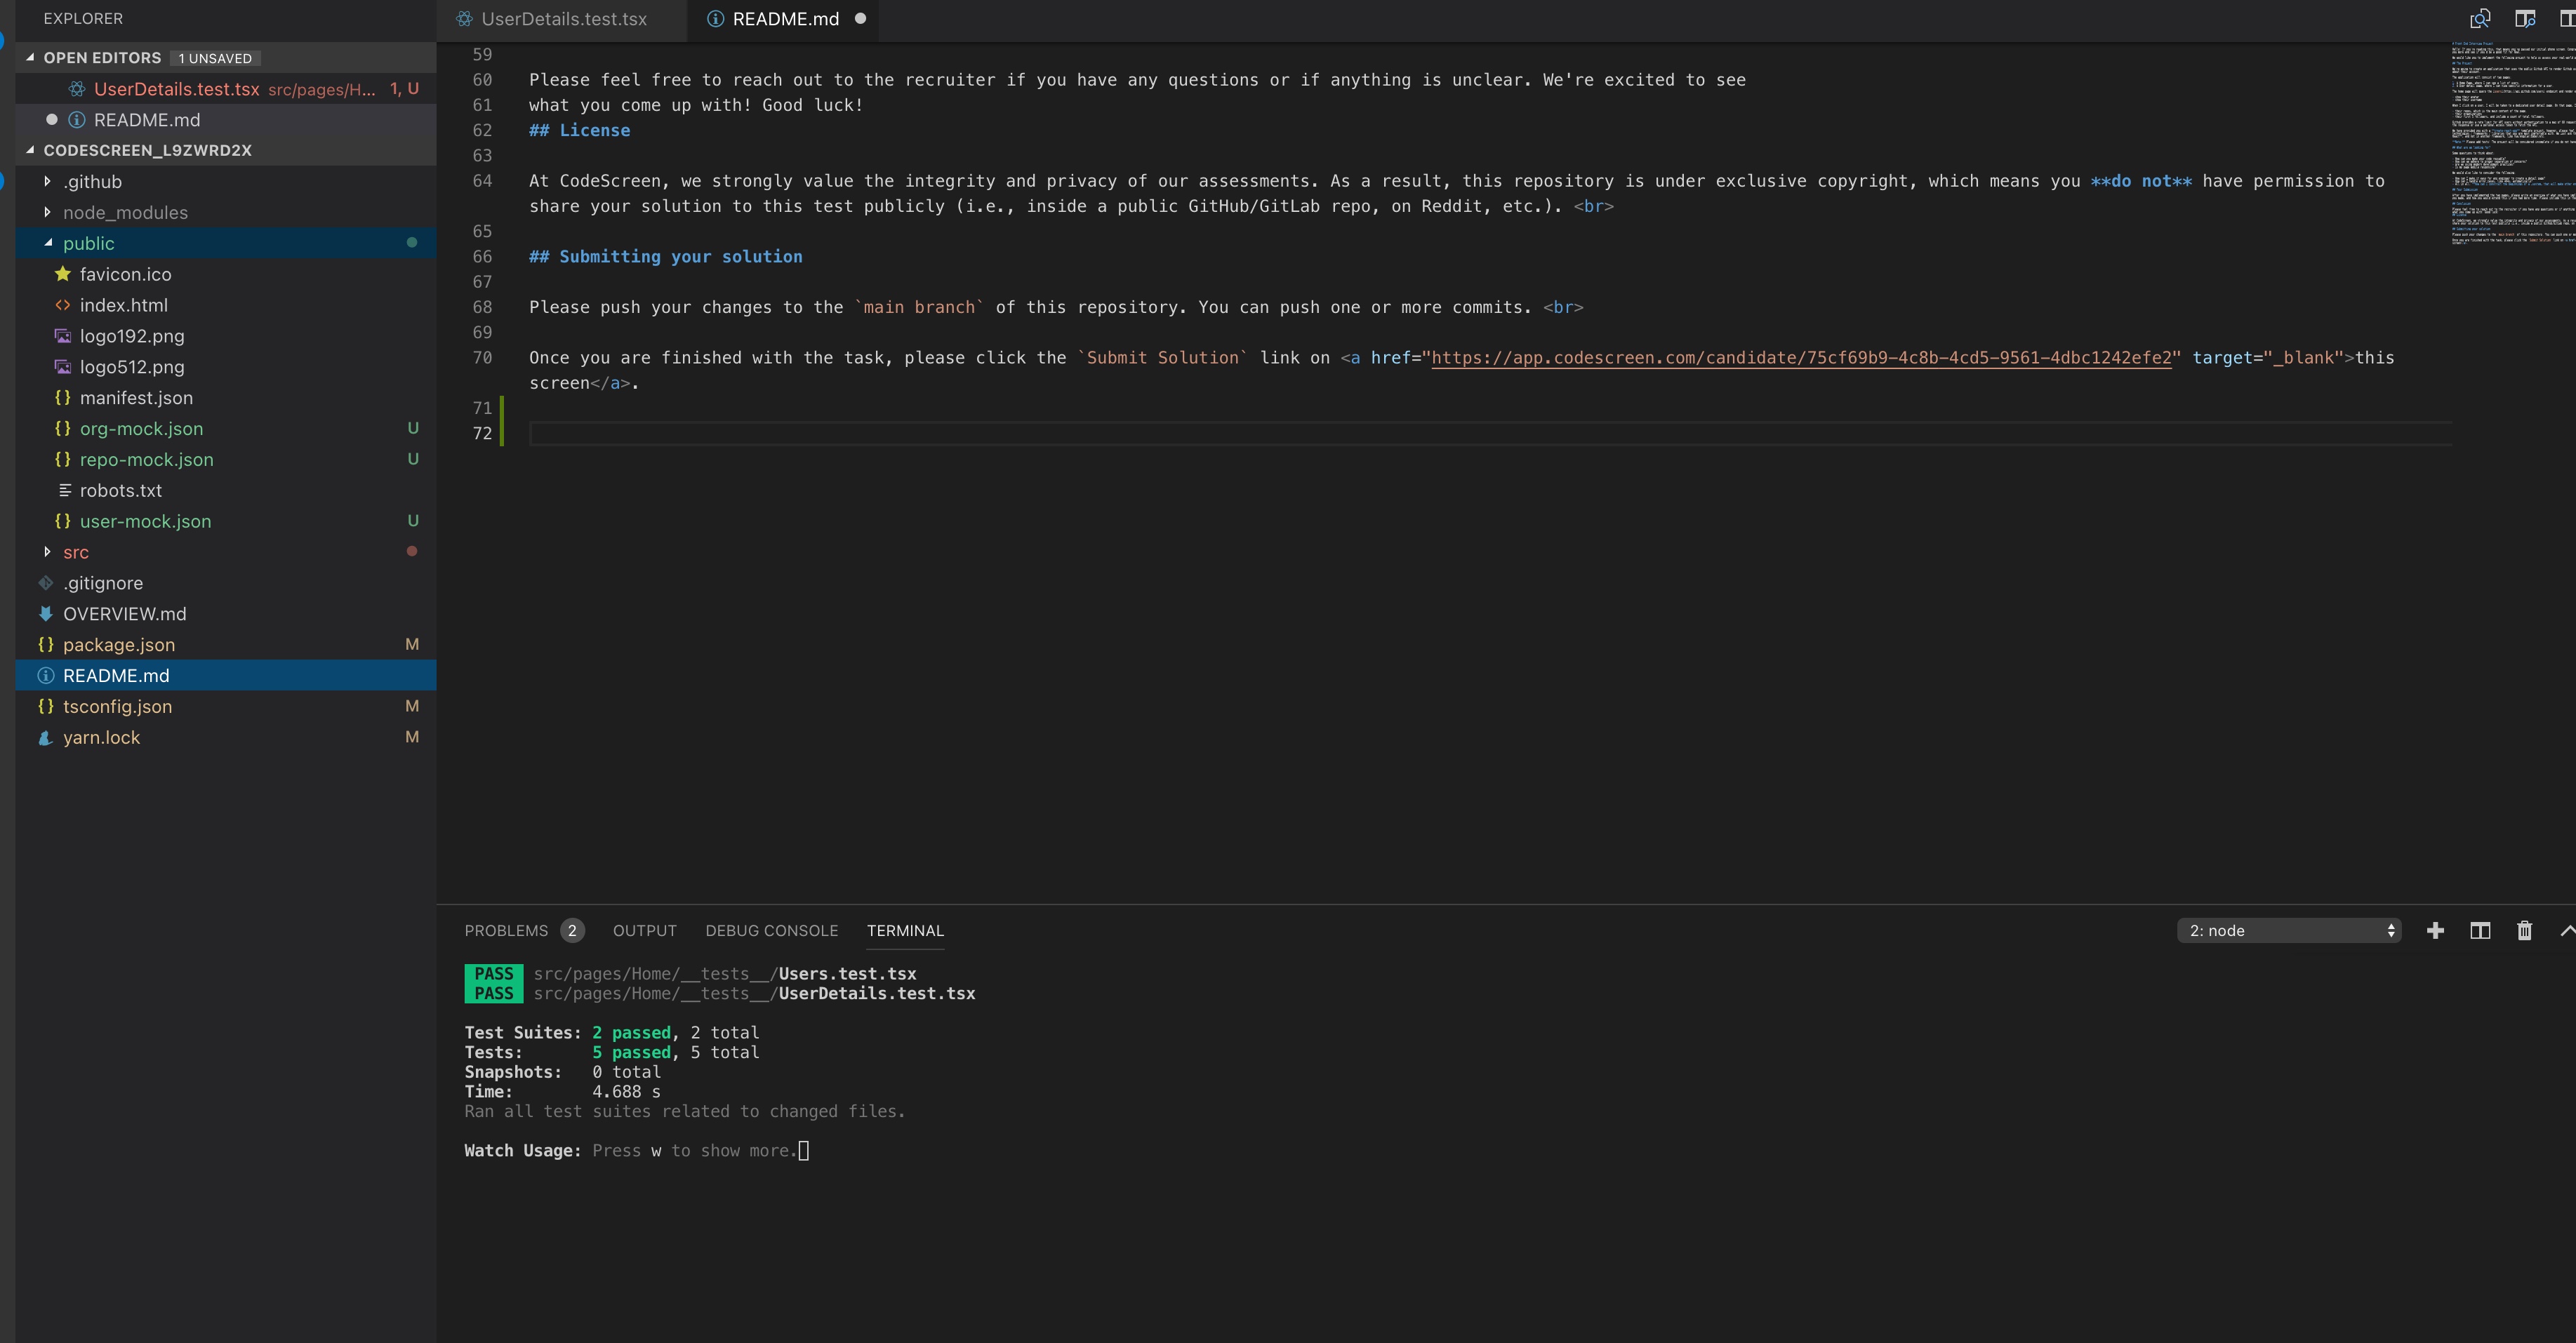 EXPLORER
OPEN EDITORS 1 UNSAVED
UserDetails.test.tsx src/pages/H... 1, U
README.md
CODESCREEN_L9ZWRD2X
.github
node_modules
public
favicon.ico
index.html
logo192.png
logo512.png
manifest.json
org-mock.json U
repo-mock.json U
robots.txt
user-mock.json U
src
.gitignore
OVERVIEW.md
package.json M
README.md
tsconfig.json M
yarn.lock M
UserDetails.test.tsx README.md
59
60 Please feel free to reach out to the recruiter if you have any questions or if anything is unclear. We're excited to see
61 what you come up with! Good luck!
62 ## License
63
64 At CodeScreen, we strongly value the integrity and privacy of our assessments. As a result, this repository is under exclusive copyright, which means you **do not** have permission to
share your solution to this test publicly (i.e., inside a public GitHub/GitLab repo, on Reddit, etc.). <br>
65
66 ## Submitting your solution
67
68 Please push your changes to the `main branch` of this repository. You can push one or more commits. <br>
69
70 Once you are finished with the task, please click the `Submit Solution` link on <a href="https://app.codescreen.com/candidate/75cf69b9-4c8b-4cd5-9561-4dbc1242efe2" target="_blank">this
screen</a>.
71
72
PROBLEMS 2 OUTPUT DEBUG CONSOLE TERMINAL 2: node
PASS src/pages/Home/__tests__/Users.test.tsx
PASS src/pages/Home/__tests__/UserDetails.test.tsx
Test Suites: 2 passed, 2 total
Tests: 5 passed, 5 total
Snapshots: 0 total
Time: 4.688 s
Ran all test suites related to changed files.
Watch Usage: Press w to show more.